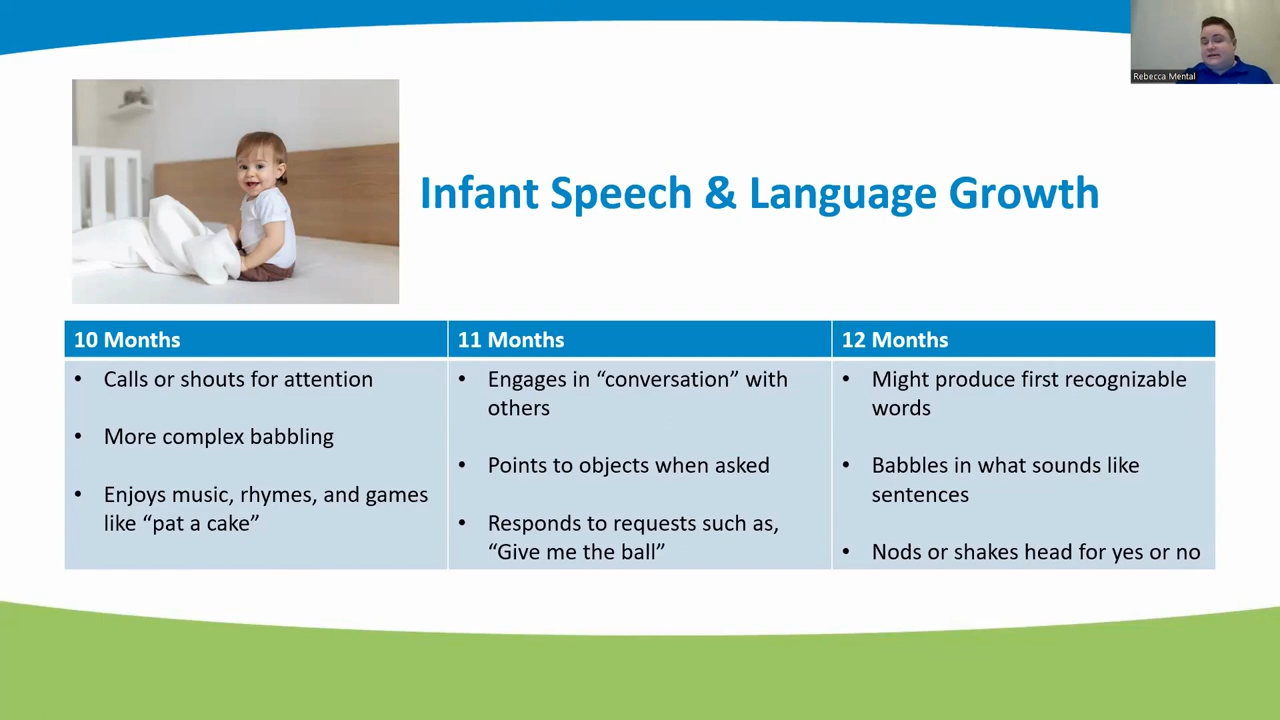 Rebecca Mental
Infant Speech & Language Growth
10 Months
• Calls or shouts for attention
• More complex babbling
• Enjoys music, rhymes, and games
like “pat a cake”
11 Months
• Engages in “conversation” with
others
• Points to objects when asked
• Responds to requests such as,
“Give me the ball”
12 Months
• Might produce first recognizable
words
• Babbles in what sounds like
sentences
• Nods or shakes head for yes or no